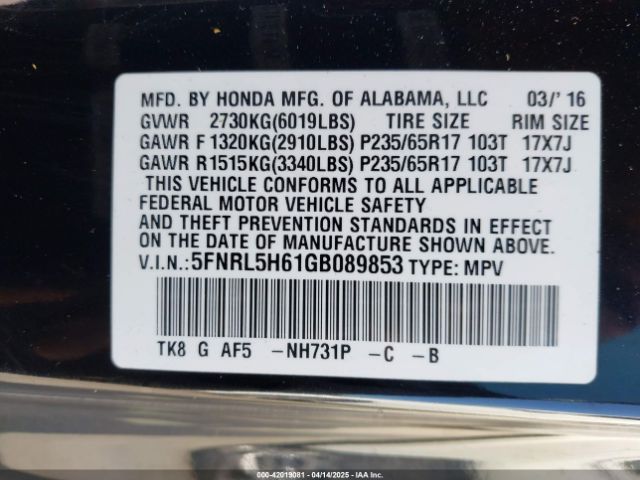 MFD. BY HONDA MFG. OF ALABAMA, LLC 03/' 16
GVWR 2730KG(6019LBS) TIRE SIZE RIM SIZE
GAWR F 1320KG(2910LBS) P235/65R17 103T 17X7J
GAWR R1515KG(3340LBS) P235/65R17 103T 17X7J
THIS VEHICLE CONFORMS TO ALL APPLICABLE
FEDERAL MOTOR VEHICLE SAFETY
AND THEFT PREVENTION STANDARDS IN EFFECT
ON THE DATE OF MANUFACTURE SHOWN ABOVE.
V.I.N.:5FNRL5H61GB089853 TYPE: MPV
TK8 G AF5 -NH731P -C -B
000-42019081 - 04/14/2025 - IAAI.COM